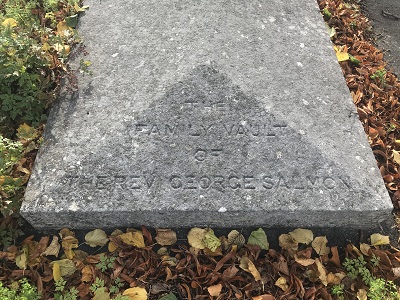 THE
FAMILY VAULT
OF
THE REV GEORGE SALMON